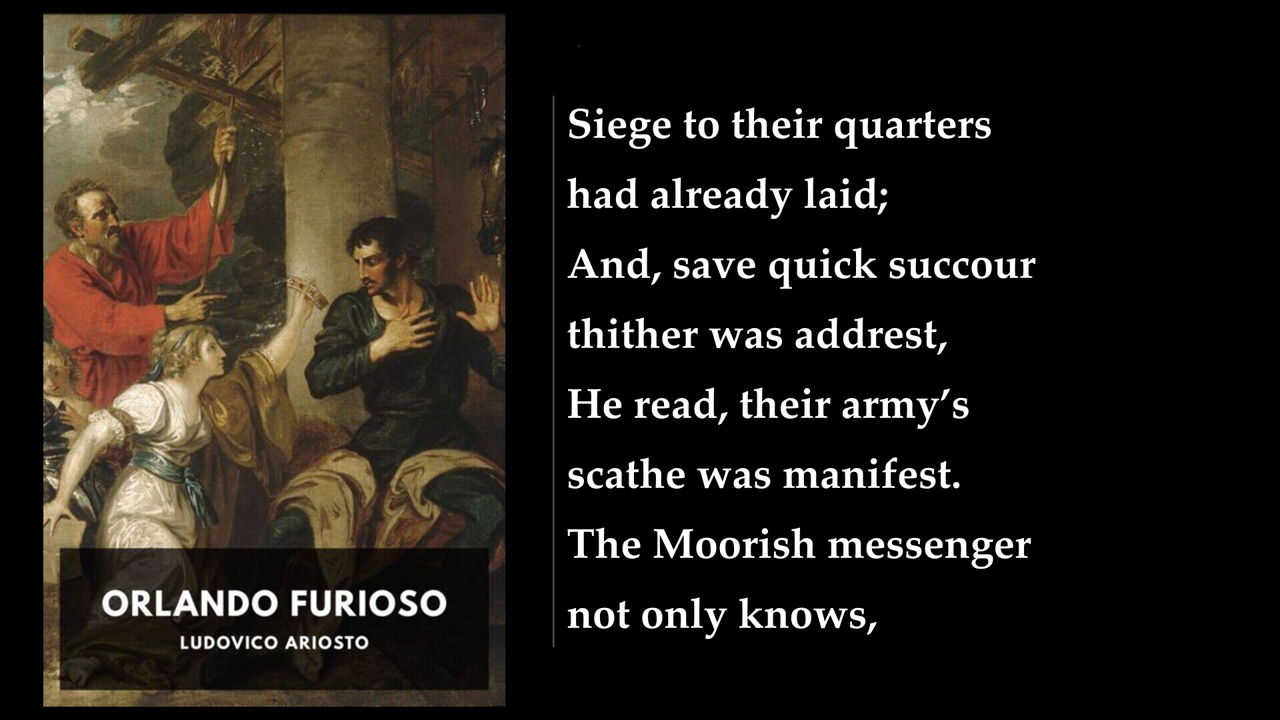 ORLANDO FURIOSO
LUDOVICO ARIOSTO
Siege to their quarters
had already laid;
And, save quick succour
thither was addrest,
He read, their army’s
scathe was manifest.
The Moorish messenger
not only knows,